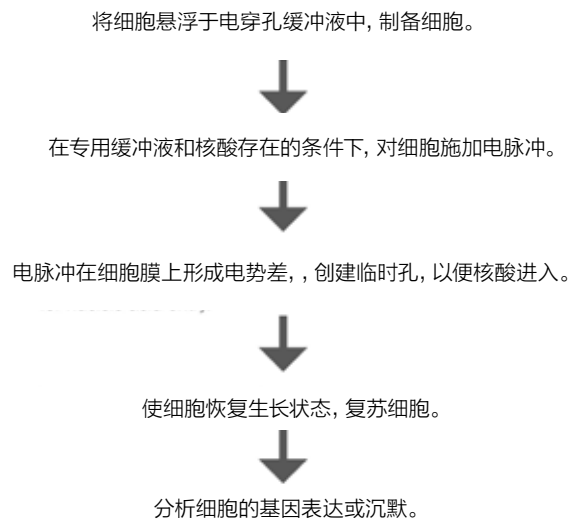 将细胞悬浮于电穿孔缓冲液中, 制备细胞。
在专用缓冲液和核酸存在的条件下, 对细胞施加电脉冲。
电脉冲在细胞膜上形成电势差, , 创建临时孔, 以便核酸进入。
使细胞恢复生长状态, 复苏细胞。
分析细胞的基因表达或沉默。